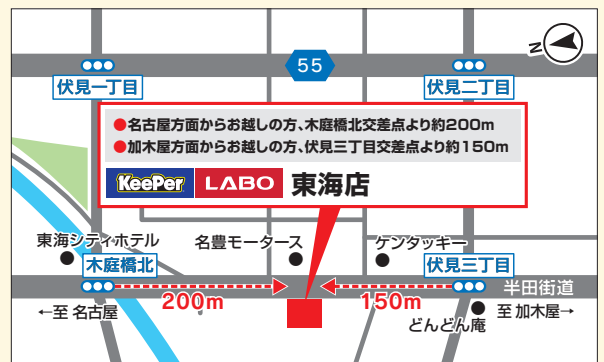 N
55
伏見一丁目
伏見二丁目
●名古屋方面からお越しの方、木庭橋北交差点より約200m
●加木屋方面からお越しの方、伏見三丁目交差点より約150m
KeePer LABO 東海店
東海シティホテル
名豊モータース
ケンタッキー
木庭橋北
伏見三丁目
200m
150m
半田街道
←至 名古屋
どんどん庵
至 加木屋→